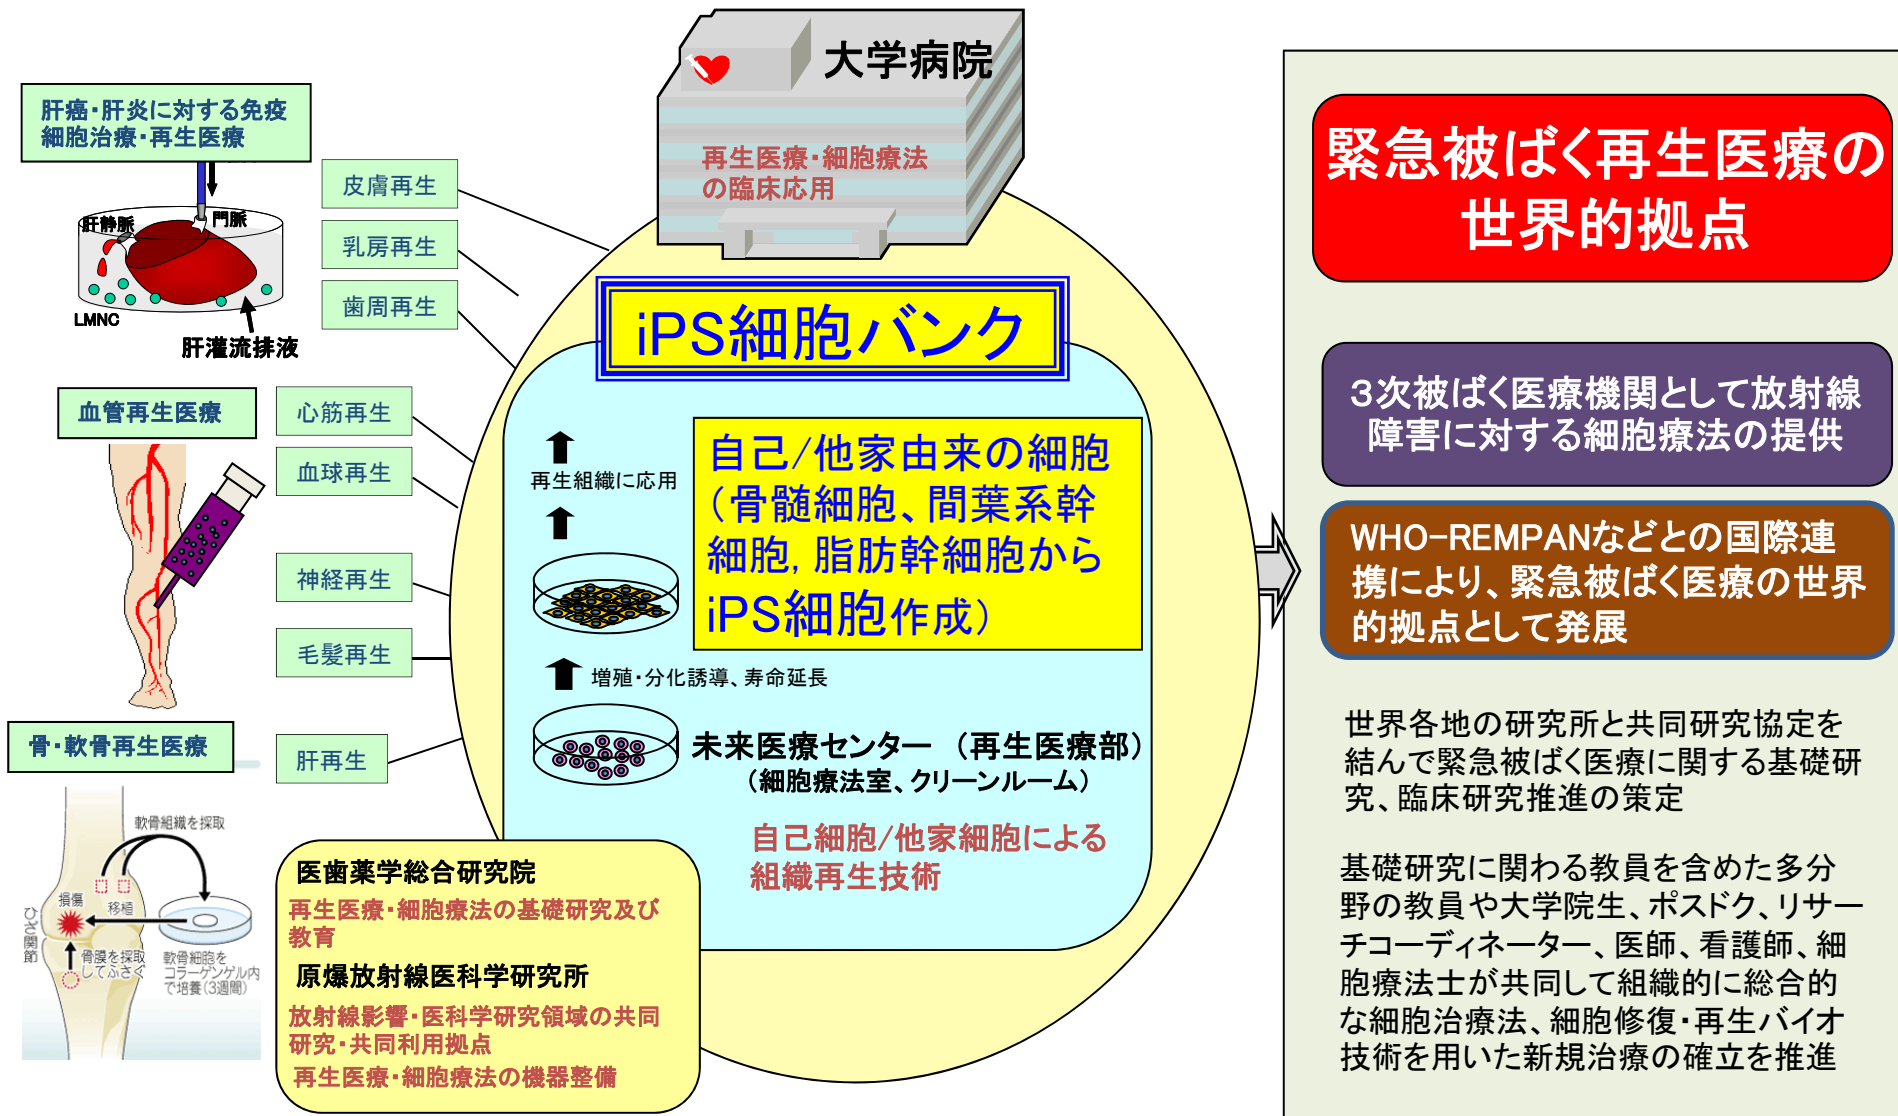 大学病院
再生医療・細胞療法
の臨床応用
肝癌・肝炎に対する免疫
細胞治療・再生医療
肝静脈
門脈
LMNC
肝灌流排液
血管再生医療
骨・軟骨再生医療
軟骨組織を採取
損傷
移植
ひざ関節
骨膜を採取
してふさぐ
軟骨細胞を
コラーゲンゲル内
で培養(3週間)
皮膚再生
乳房再生
歯周再生
心筋再生
血球再生
神経再生
毛髪再生
肝再生
iPS細胞バンク
再生組織に応用
自己/他家由来の細胞
（骨髄細胞、間葉系幹
細胞, 脂肪幹細胞から
iPS細胞作成）
増殖・分化誘導、寿命延長
未来医療センター （再生医療部）
（細胞療法室、クリーンルーム）
自己細胞/他家細胞による
組織再生技術
医歯薬学総合研究院
再生医療・細胞療法の基礎研究及び
教育
原爆放射線医科学研究所
放射線影響・医科学研究領域の共同
研究・共同利用拠点
再生医療・細胞療法の機器整備
緊急被ばく再生医療の
世界的拠点
３次被ばく医療機関として放射線
障害に対する細胞療法の提供
WHO-REMPANなどとの国際連
携により、緊急被ばく医療の世界
的拠点として発展
世界各地の研究所と共同研究協定を
結んで緊急被ばく医療に関する基礎研
究、臨床研究推進の策定
基礎研究に関わる教員を含めた多分
野の教員や大学院生、ポスドク、リサー
チコーディネーター、医師、看護師、細
胞療法士が共同して組織的に総合的
な細胞治療法、細胞修復・再生バイオ
技術を用いた新規治療の確立を推進